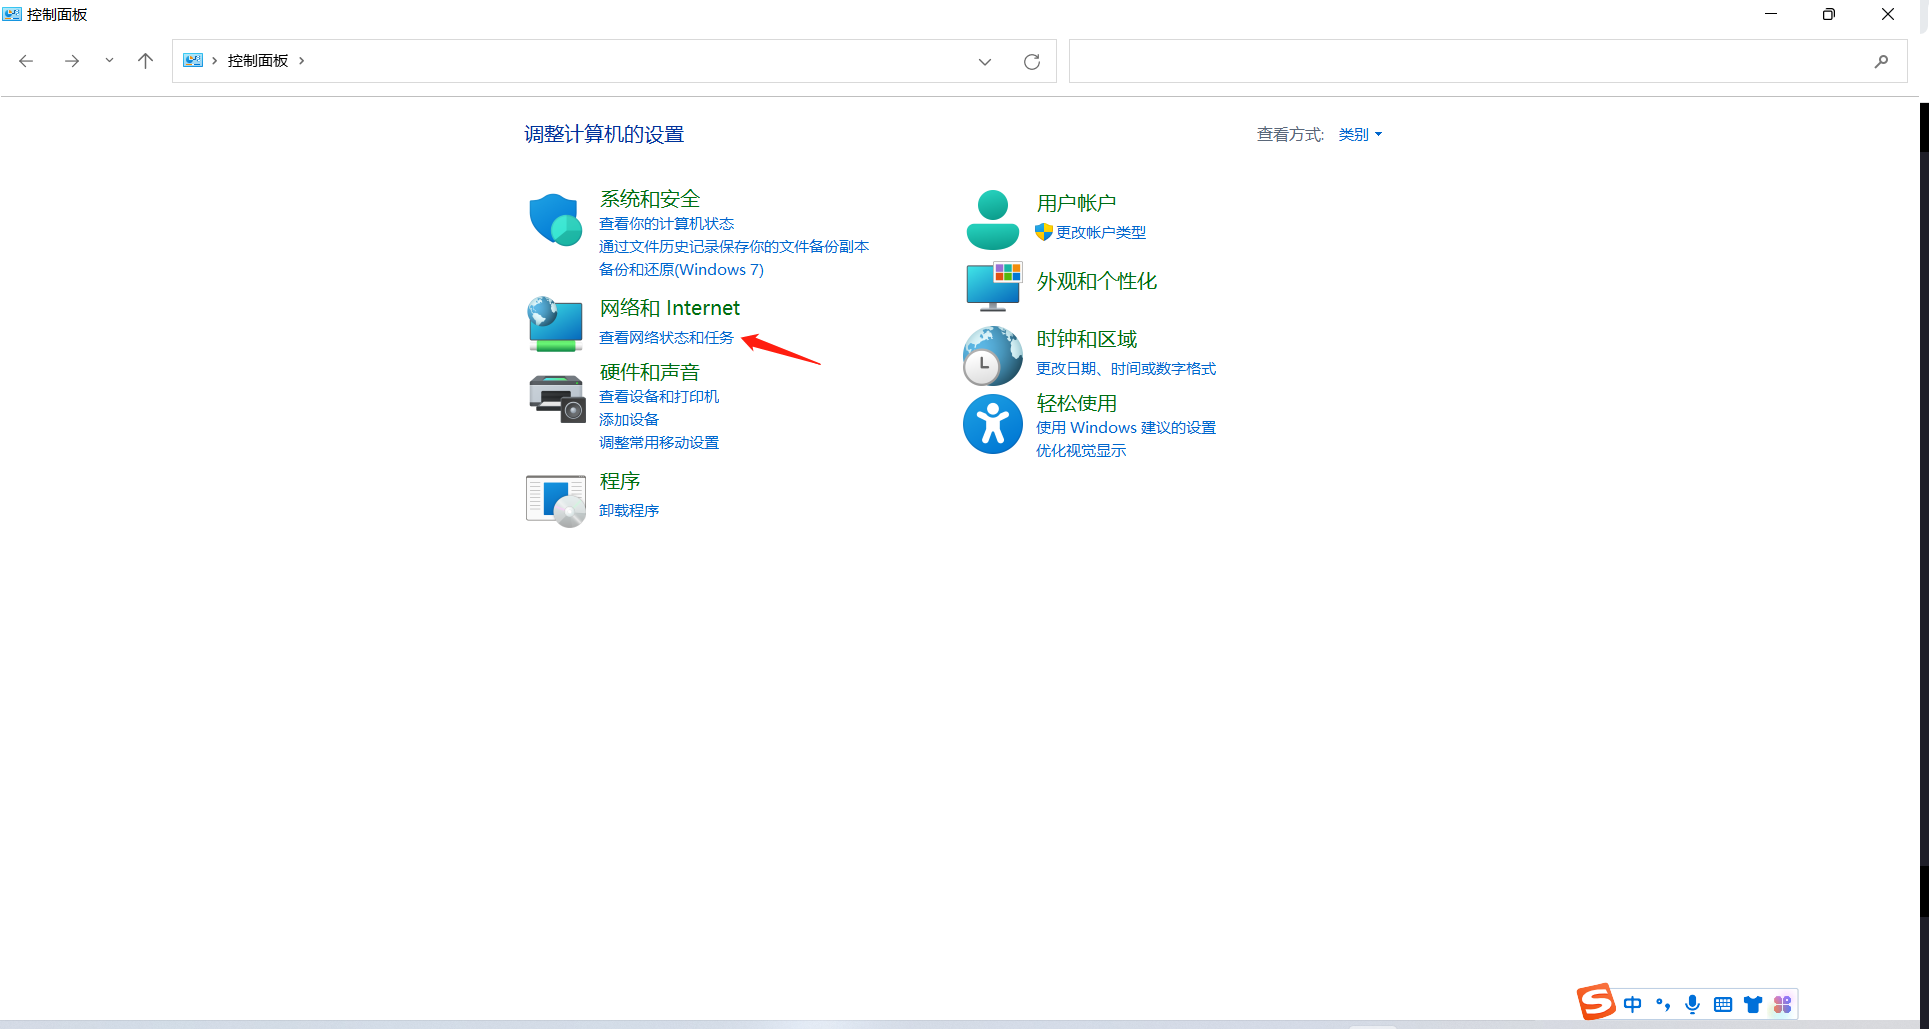 控制面板
控制面板
调整计算机的设置
查看方式: 类别
系统和安全
查看你的计算机状态
通过文件历史记录保存你的文件备份副本
备份和还原(Windows 7)
网络和 Internet
查看网络状态和任务
硬件和声音
查看设备和打印机
添加设备
调整常用移动设置
程序
卸载程序
用户帐户
更改帐户类型
外观和个性化
时钟和区域
更改日期、时间或数字格式
轻松使用
使用 Windows 建议的设置
优化视觉显示
S 中